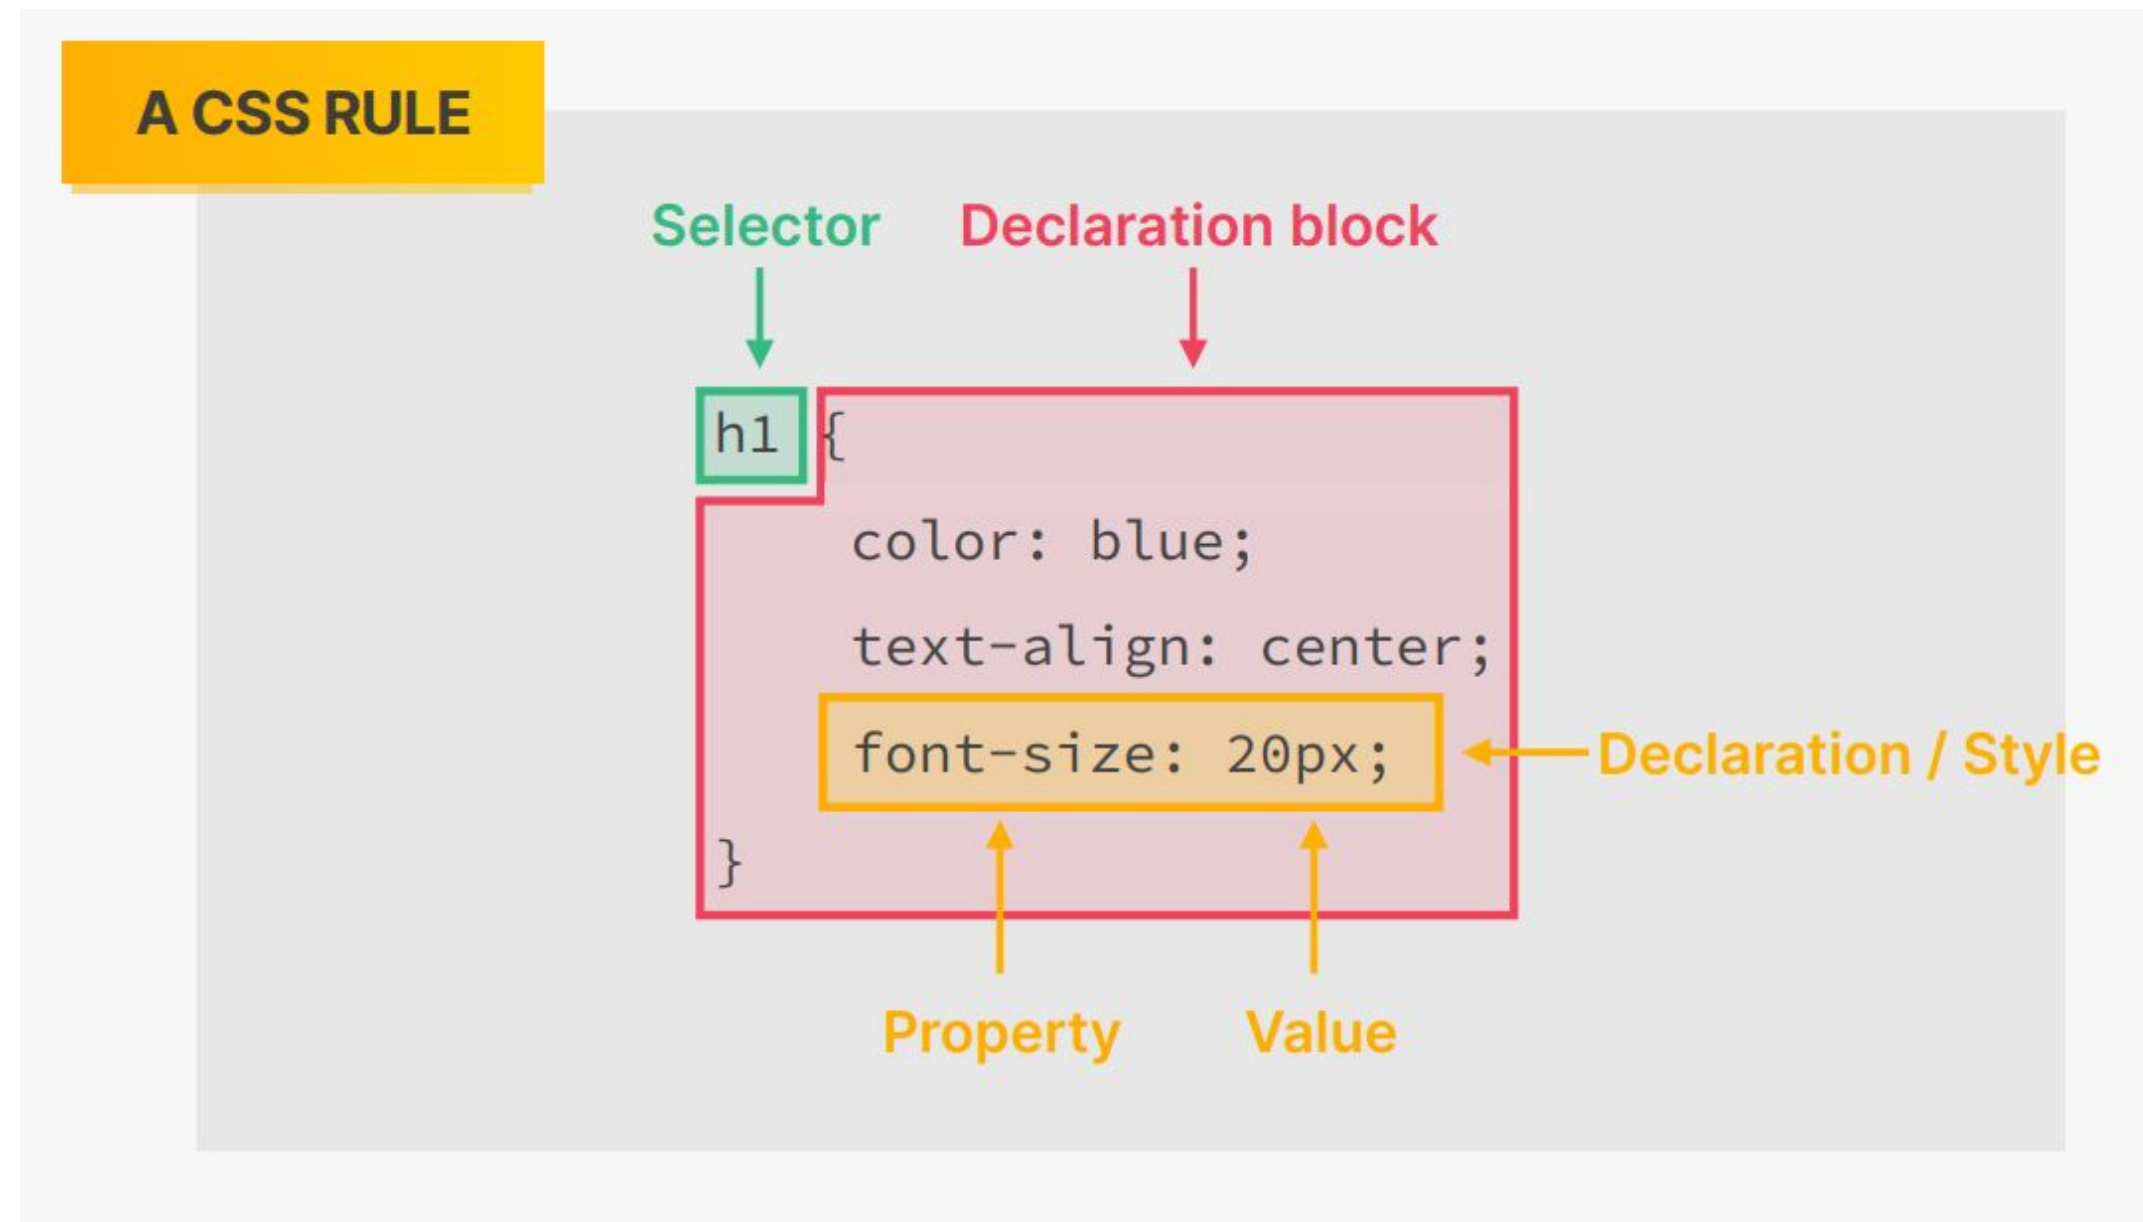 A CSS RULE
Selector Declaration block
h1 {
color: blue;
text-align: center;
font-size: 20px;
Declaration / Style
}
Property Value